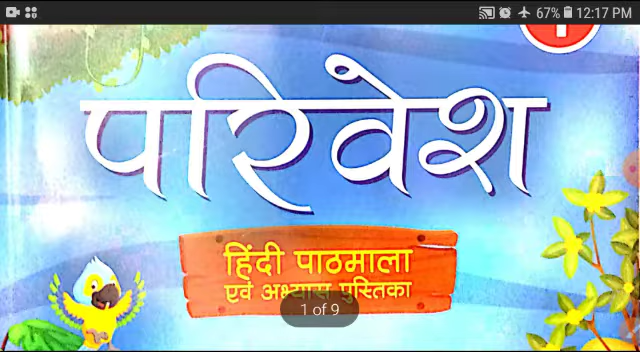 67% 12:17 PM
परिवेश
हिंदी पाठमाला
एवं अभ्यास पुस्तिका
1 of 9